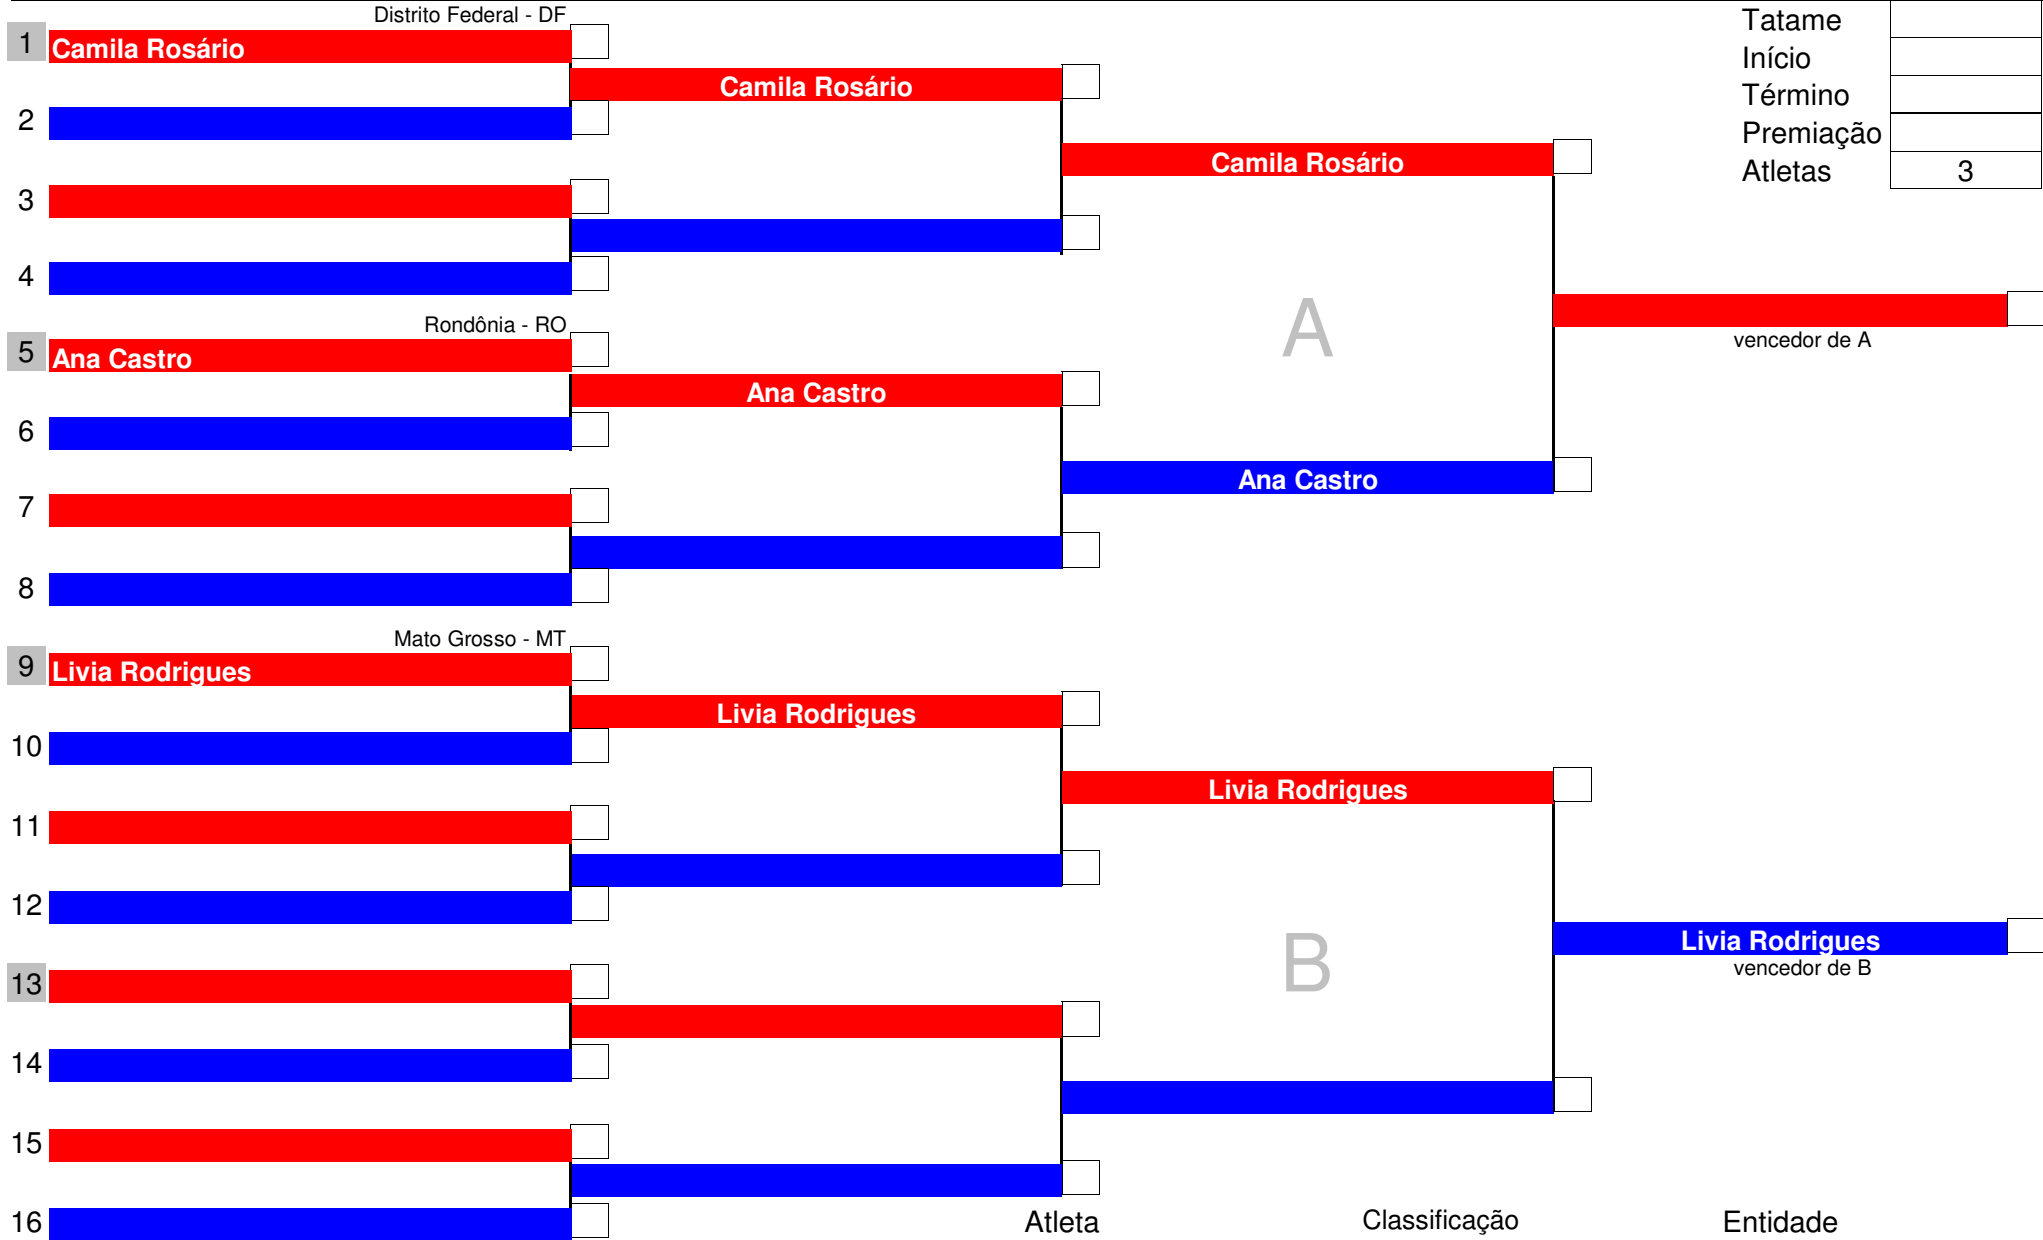 Distrito Federal - DF
1 Camila Rosário
Camila Rosário
2
Camila Rosário
3
4
Rondônia - RO
5 Ana Castro
Ana Castro
6
Ana Castro
7
8
A
vencedor de A
Tatame
Início
Término
Premiação
Atletas 3
Mato Grosso - MT
9 Livia Rodrigues
Livia Rodrigues
10
Livia Rodrigues
11
12
B
Livia Rodrigues
vencedor de B
13
14
15
16
Atleta Classificação Entidade